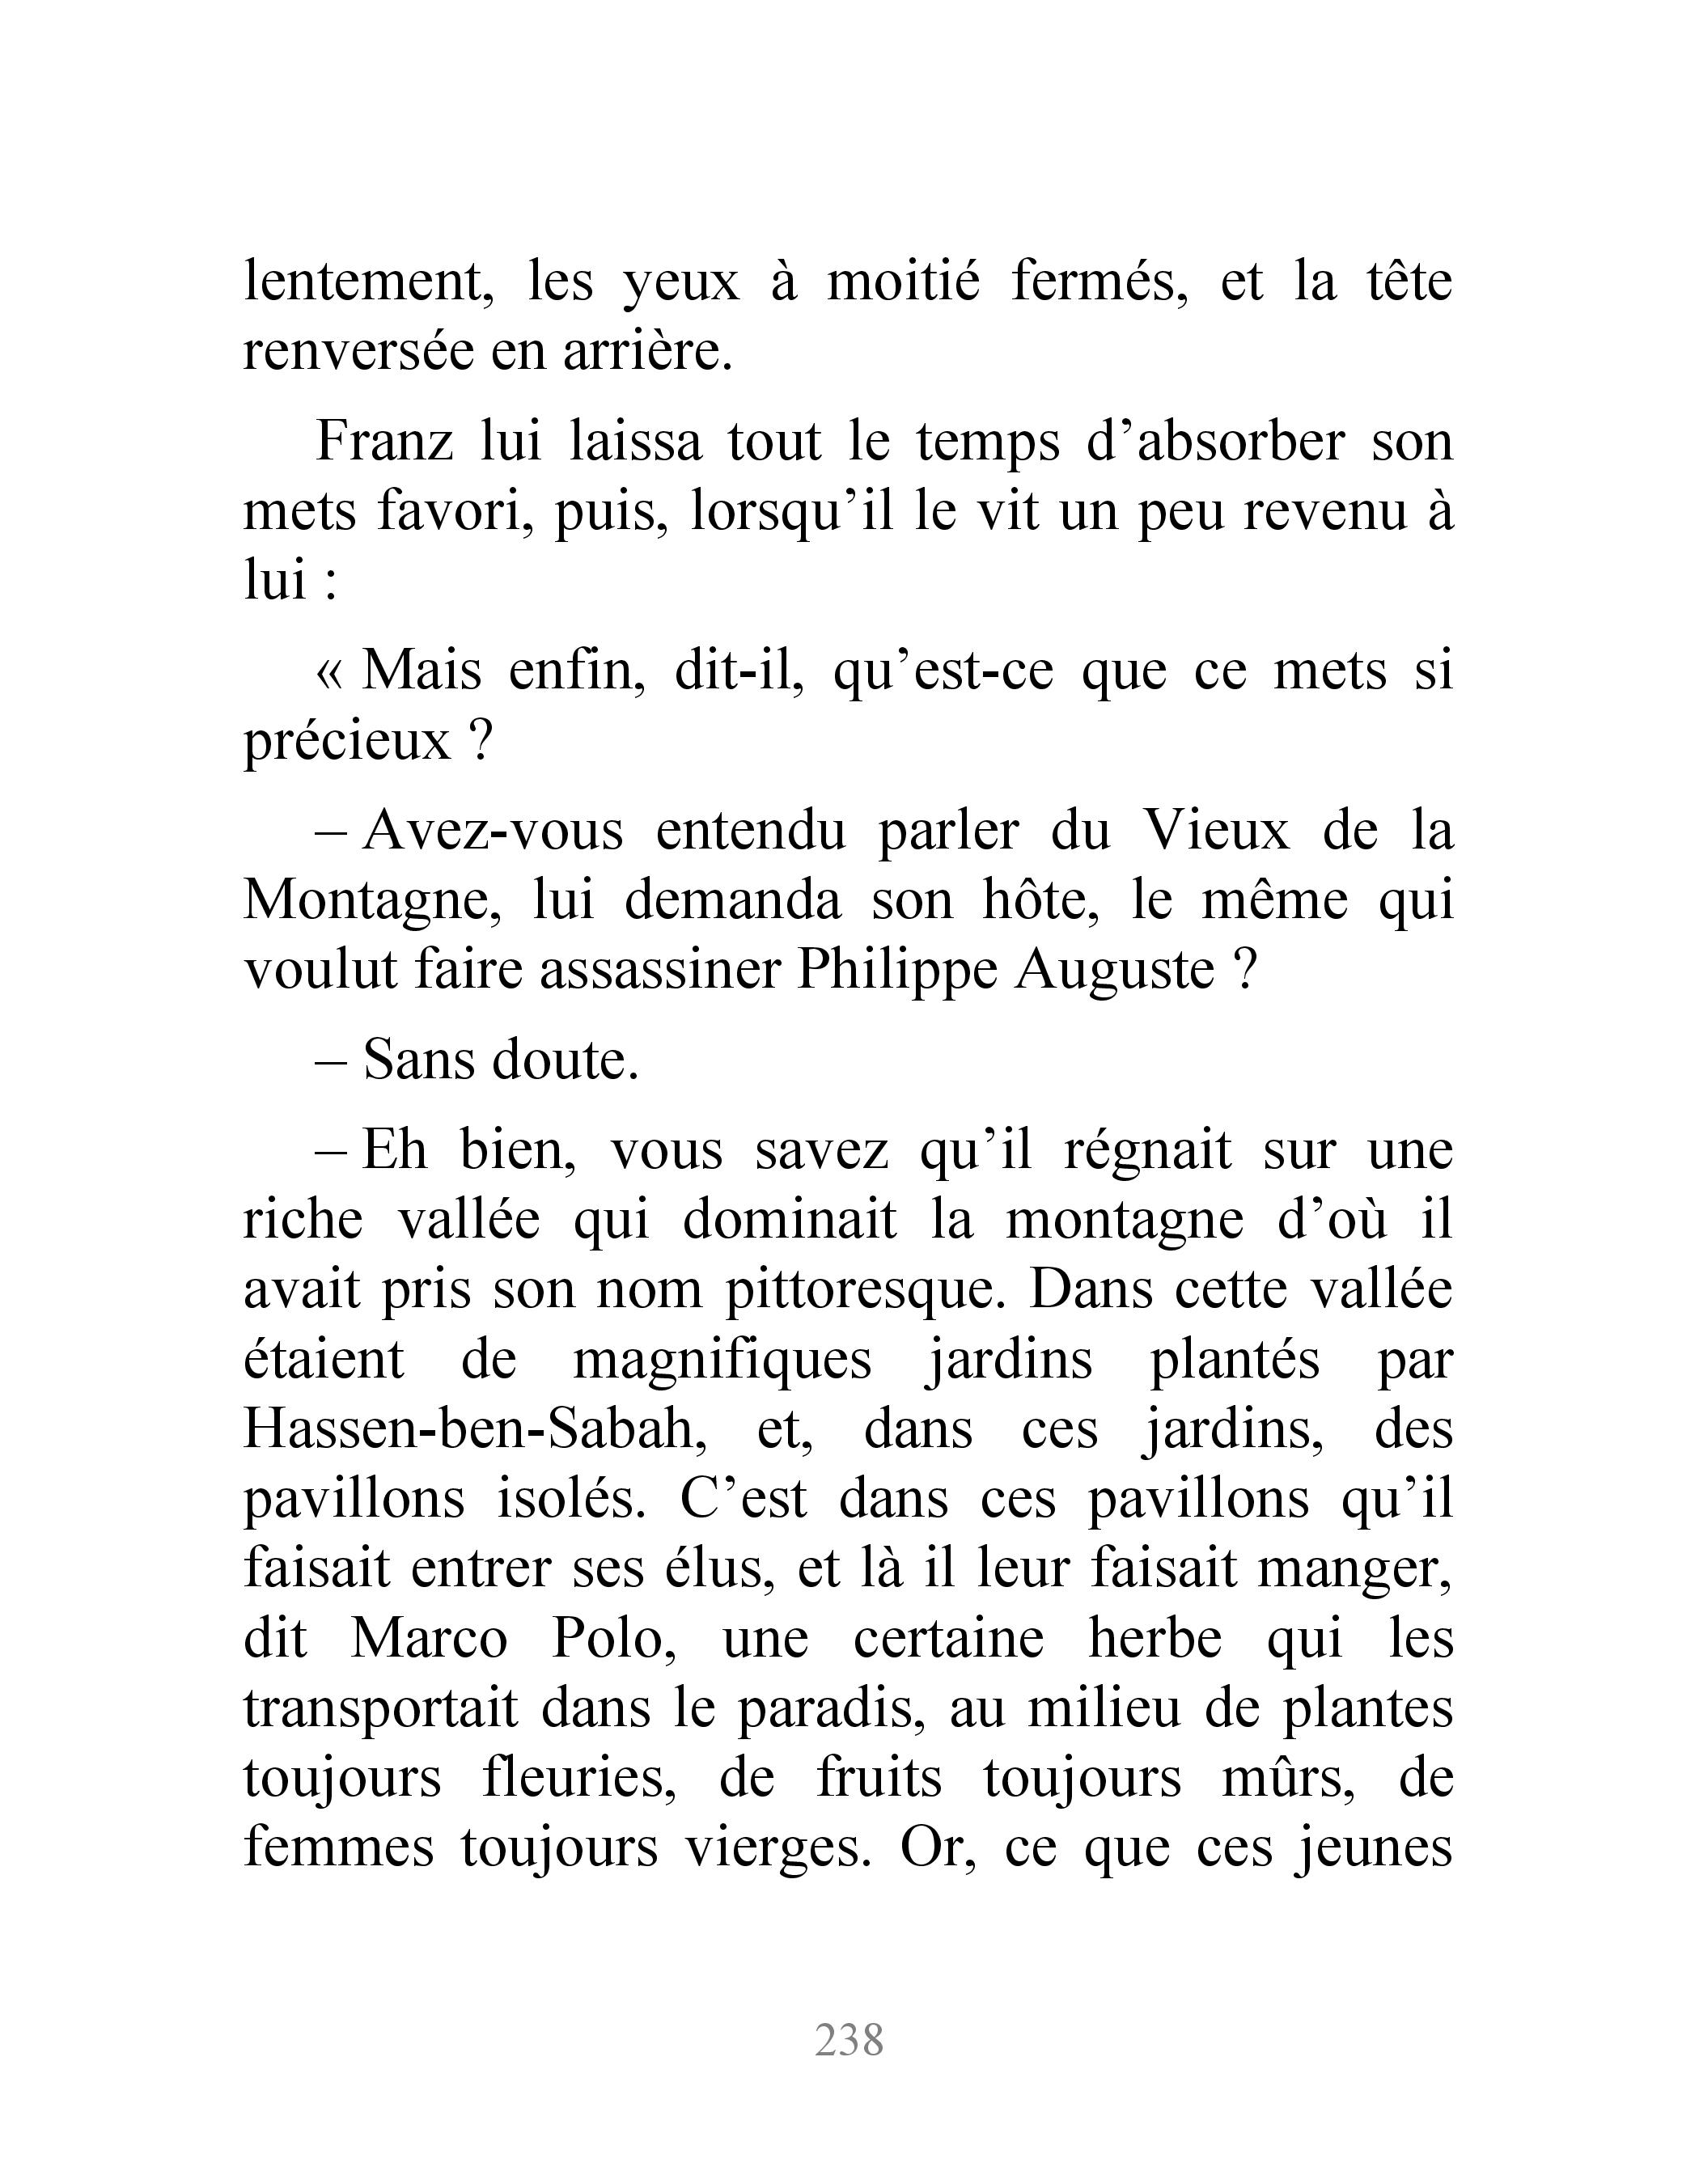 lentement, les yeux à moitié fermés, et la tête
renversée en arrière.
Franz lui laissa tout le temps d’absorber son
mets favori, puis, lorsqu’il le vit un peu revenu à
lui :
« Mais enfin, dit-il, qu’est-ce que ce mets si
précieux ?
– Avez-vous entendu parler du Vieux de la
Montagne, lui demanda son hôte, le même qui
voulut faire assassiner Philippe Auguste ?
– Sans doute.
– Eh bien, vous savez qu’il régnait sur une
riche vallée qui dominait la montagne d’où il
avait pris son nom pittoresque. Dans cette vallée
étaient de magnifiques jardins plantés par
Hassen-ben-Sabah, et, dans ces jardins, des
pavillons isolés. C’est dans ces pavillons qu’il
faisait entrer ses élus, et là il leur faisait manger,
dit Marco Polo, une certaine herbe qui les
transportait dans le paradis, au milieu de plantes
toujours fleuries, de fruits toujours mûrs, de
femmes toujours vierges. Or, ce que ces jeunes
238